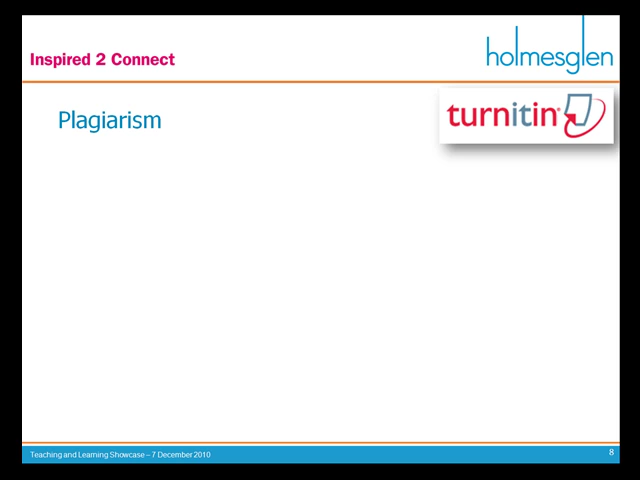 Inspired 2 Connect
holmesglen
Plagiarism
turnitin
Teaching and Learning Showcase – 7 December 2010
8